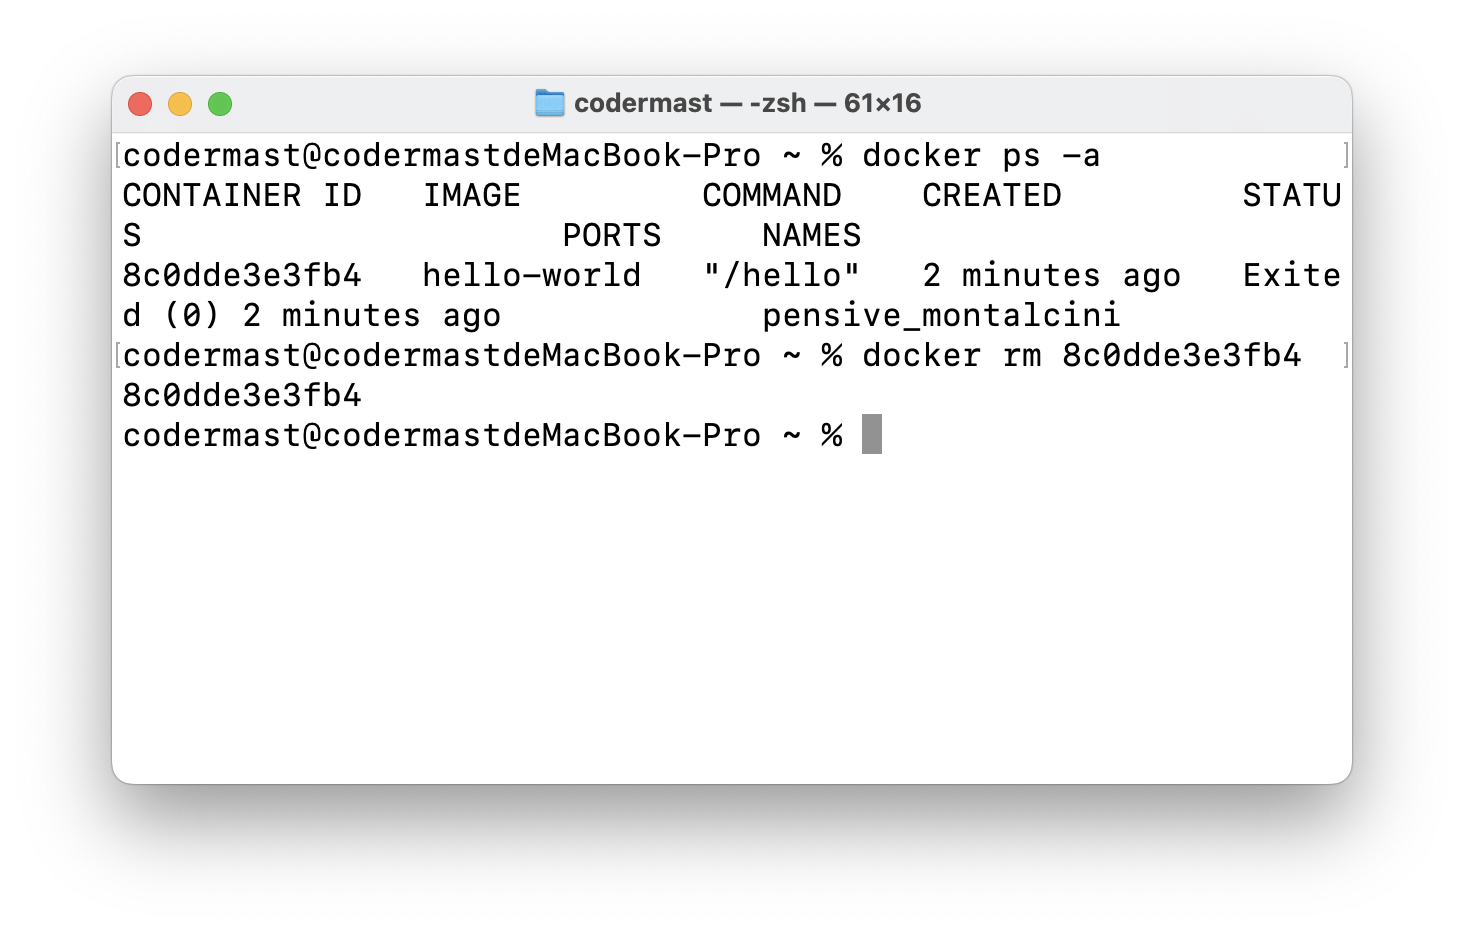 codermast — -zsh — 61×16
[codermast@codermastdeMacBook-Pro ~ % docker ps -a ]
CONTAINER ID   IMAGE         COMMAND    CREATED         STATU
S                     PORTS     NAMES
8c0dde3e3fb4   hello-world   "/hello"   2 minutes ago   Exite
d (0) 2 minutes ago             pensive_montalcini
[codermast@codermastdeMacBook-Pro ~ % docker rm 8c0dde3e3fb4 ]
8c0dde3e3fb4
codermast@codermastdeMacBook-Pro ~ %